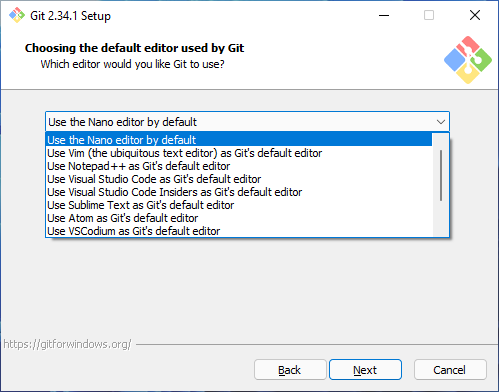 Git 2.34.1 Setup
Choosing the default editor used by Git
Which editor would you like Git to use?
Use the Nano editor by default
Use the Nano editor by default
Use Vim (the ubiquitous text editor) as Git's default editor
Use Notepad++ as Git's default editor
Use Visual Studio Code as Git's default editor
Use Visual Studio Code Insiders as Git's default editor
Use Sublime Text as Git's default editor
Use Atom as Git's default editor
Use VSCodium as Git's default editor
https://gitforwindows.org/
Back Next Cancel